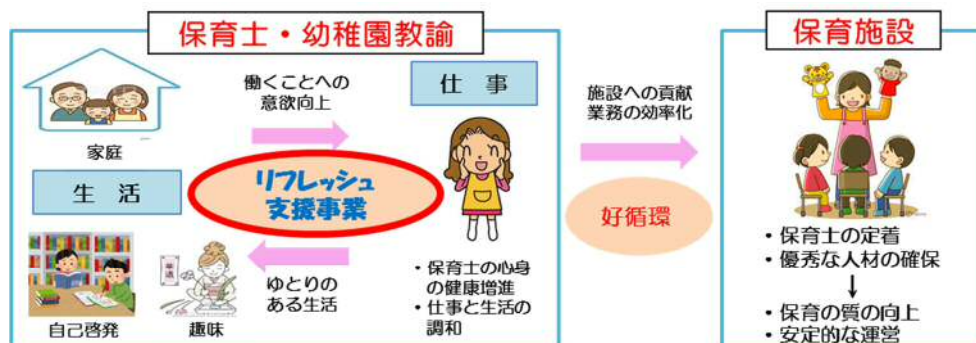 保育士・幼稚園教諭
働くことへの
意欲向上
仕 事
家庭
生 活
リフレッシュ
支援事業
自己啓発
趣味
ゆとりの
ある生活
・保育士の心身
の健康増進
・仕事と生活の
調和
施設への貢献
業務の効率化
好循環
保育施設
・保育士の定着
・優秀な人材の確保
↓
・保育の質の向上
・安定的な運営